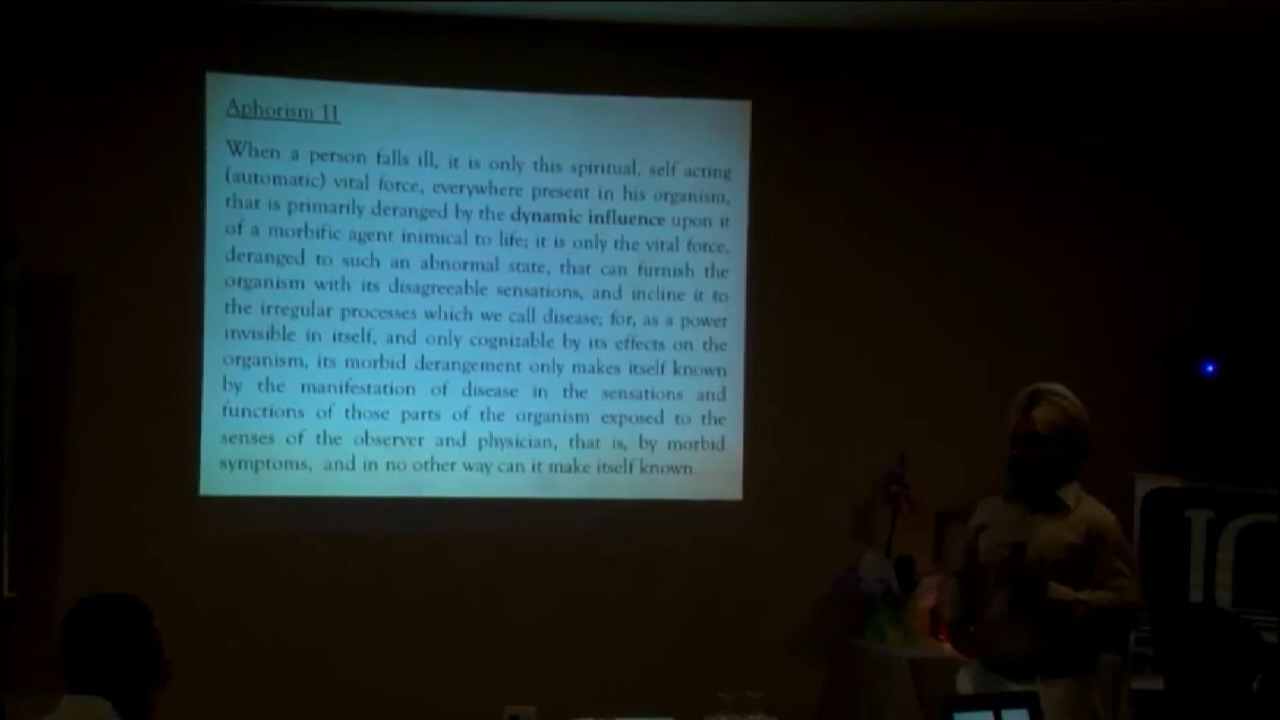 Aphorism 11
When a person falls ill, it is only this spiritual, self acting
(automatic) vital force, everywhere present in his organism,
that is primarily deranged by the dynamic influence upon it
of a morbific agent inimical to life; it is only the vital force,
deranged to such an abnormal state, that can furnish the
organism with its disagreeable sensations, and incline it to
the irregular processes which we call disease; for, as a power
invisible in itself, and only cognizable by its effects on the
organism, its morbid derangement only makes itself known
by the manifestation of disease in the sensations and
functions of those parts of the organism exposed to the
senses of the observer and physician, that is, by morbid
symptoms, and in no other way can it make itself known.